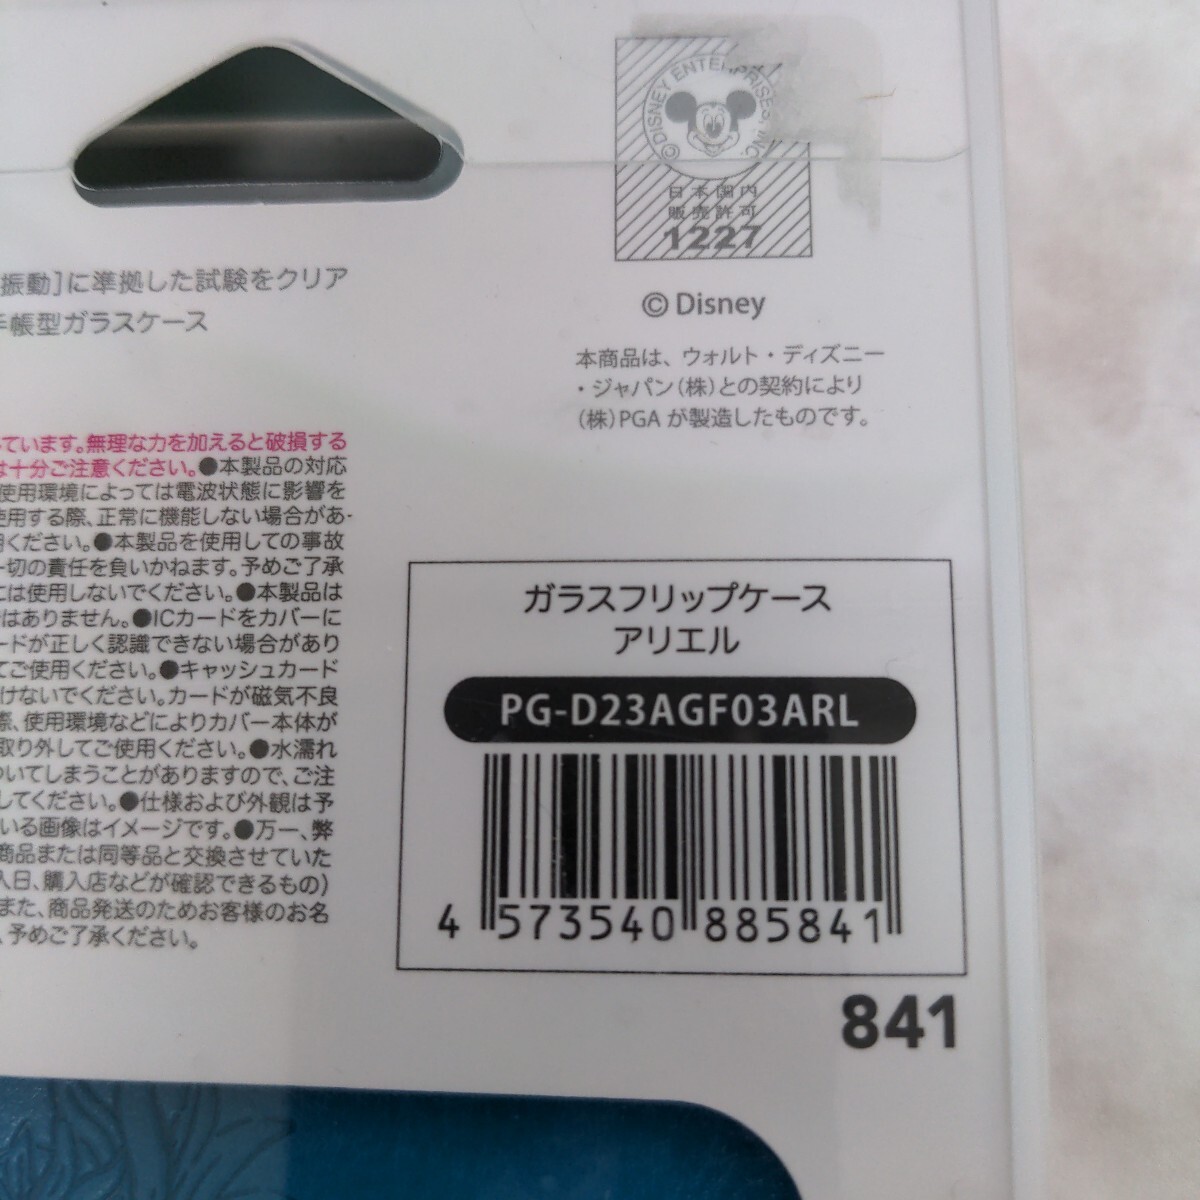 © DISNEY ENTERPRISES, INC.
日本国内
販売許可
1227
© Disney
本商品は、ウォルト・ディズニー
・ジャパン(株)との契約により
(株)PGA が製造したものです。
振動]に準拠した試験をクリア
手帳型ガラスケース
ています。無理な力を加えると破損する
は十分ご注意ください。●本製品の対応
使用環境によっては電波状態に影響を
使用する際、正常に機能しない場合があ
用ください。●本製品を使用しての事故
一切の責任を負いかねます。予めご了承
には使用しないでください。●本製品は
はありません。●ICカードをカバーに
ードが正しく認識できない場合があり
てご使用ください。●キャッシュカード
けないでください。カードが磁気不良
際、使用環境などによりカバー本体が
取り外してご使用ください。●水濡れ
ついてしまうことがありますので、ご注
してください。●仕様および外観は予
いる画像はイメージです。●万一、弊
商品または同等品と交換させていた
入日、購入店などが確認できるもの)
また、商品発送のためお客様のお名
、予めご了承ください。
ガラスフリップケース
アリエル
PG-D23AGF03ARL
4 573540 885841
841